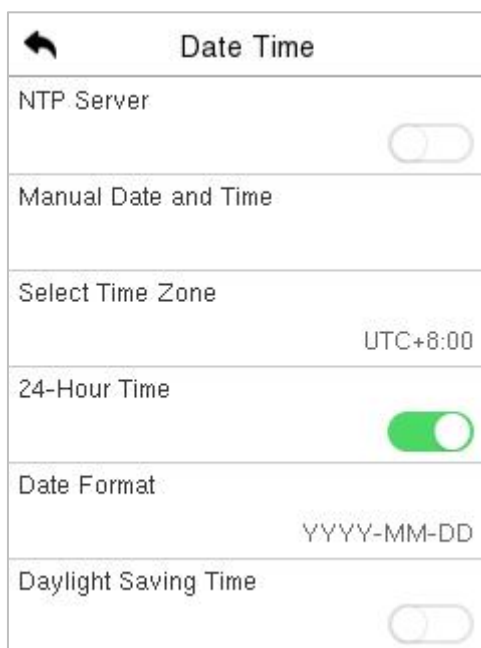 Date Time
NTP Server
Manual Date and Time
Select Time Zone
UTC+8:00
24-Hour Time
Date Format
YYYY-MM-DD
Daylight Saving Time